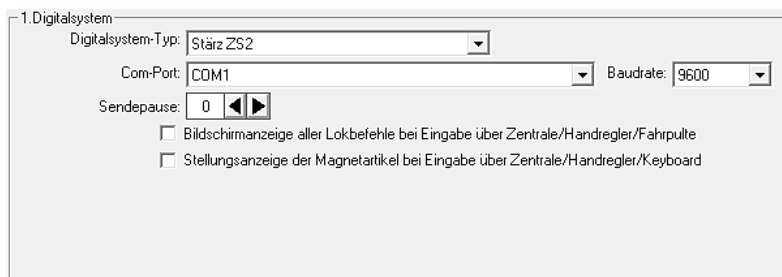 1.Digitalsystem
Digitalsystem-Typ: Stärz ZS2
Com-Port: COM1 Baudrate: 9600
Sendepause: 0
Bildschirmanzeige aller Lokbefehle bei Eingabe über Zentrale/Handregler/Fahrpulte
Stellungsanzeige der Magnetartikel bei Eingabe über Zentrale/Handregler/Keyboard